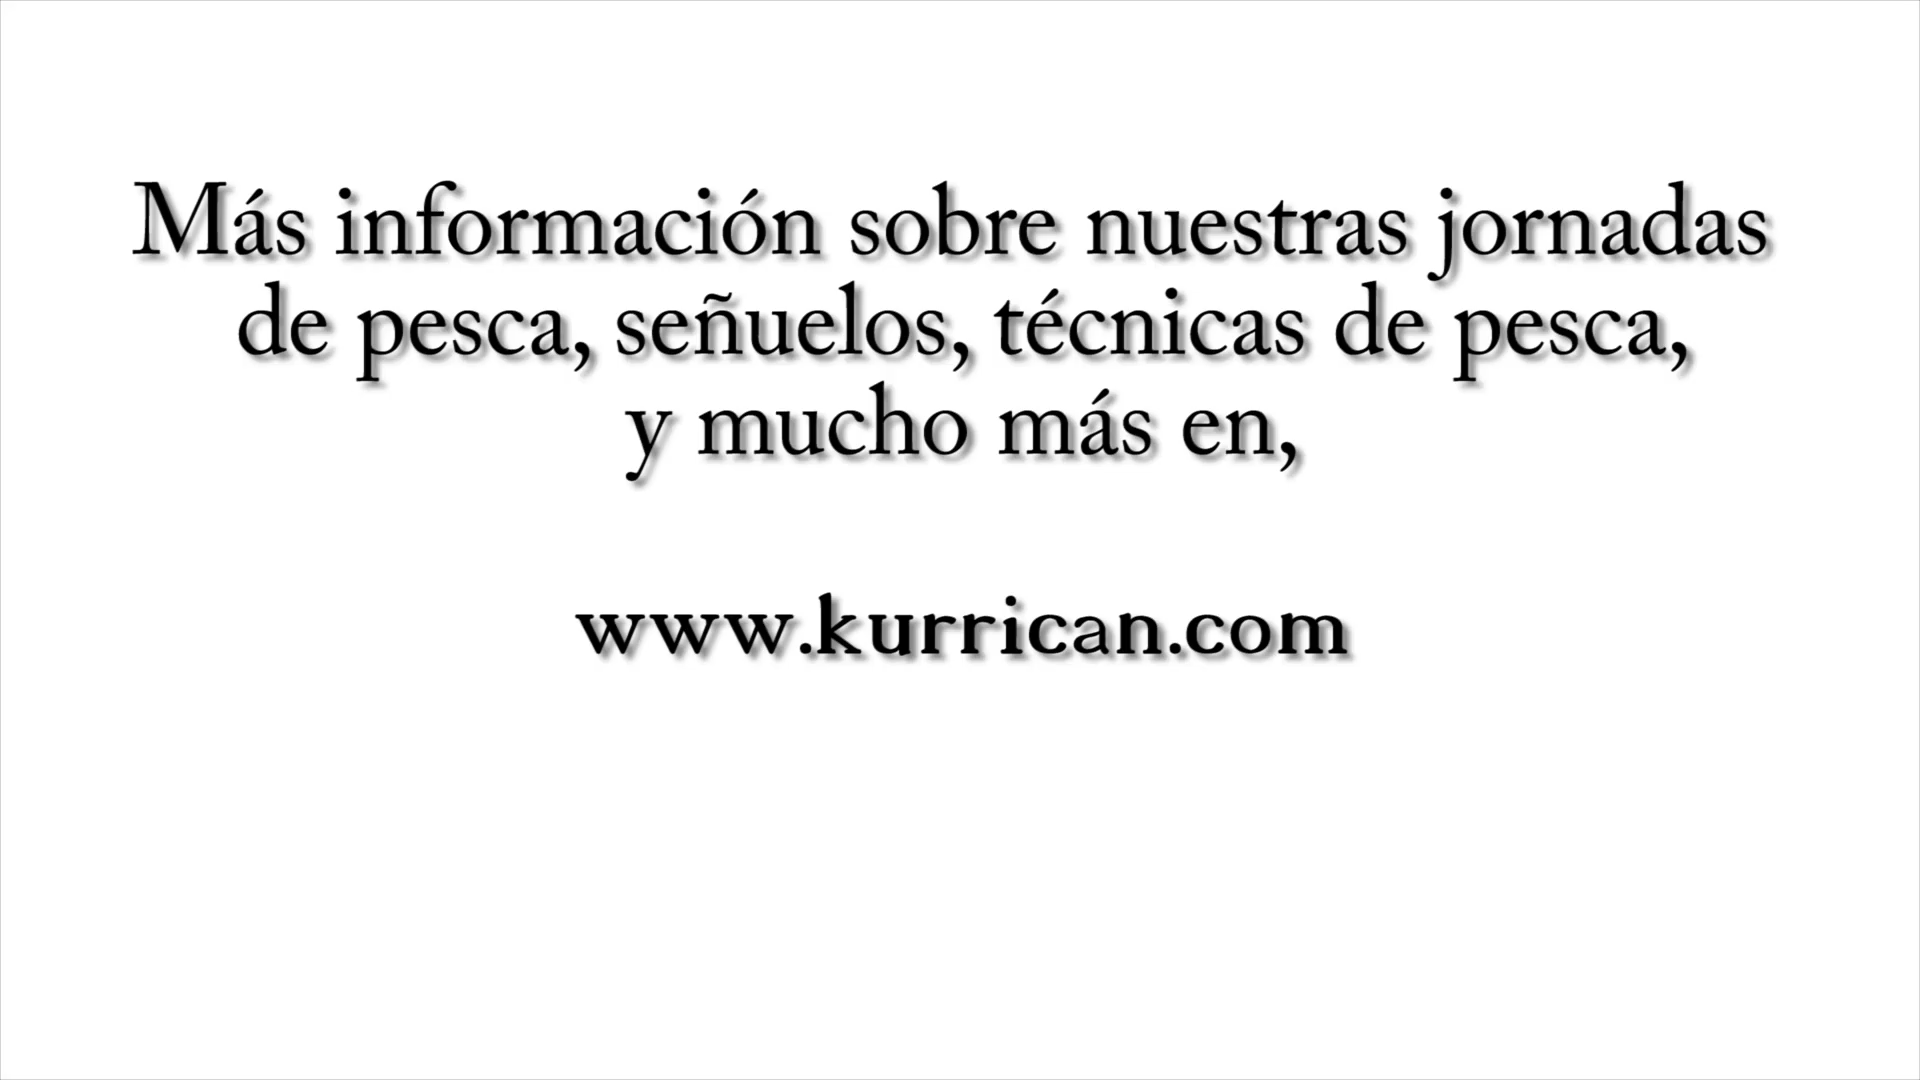 Más información sobre nuestras jornadas
de pesca, señuelos, técnicas de pesca,
y mucho más en,
www.kurrican.com